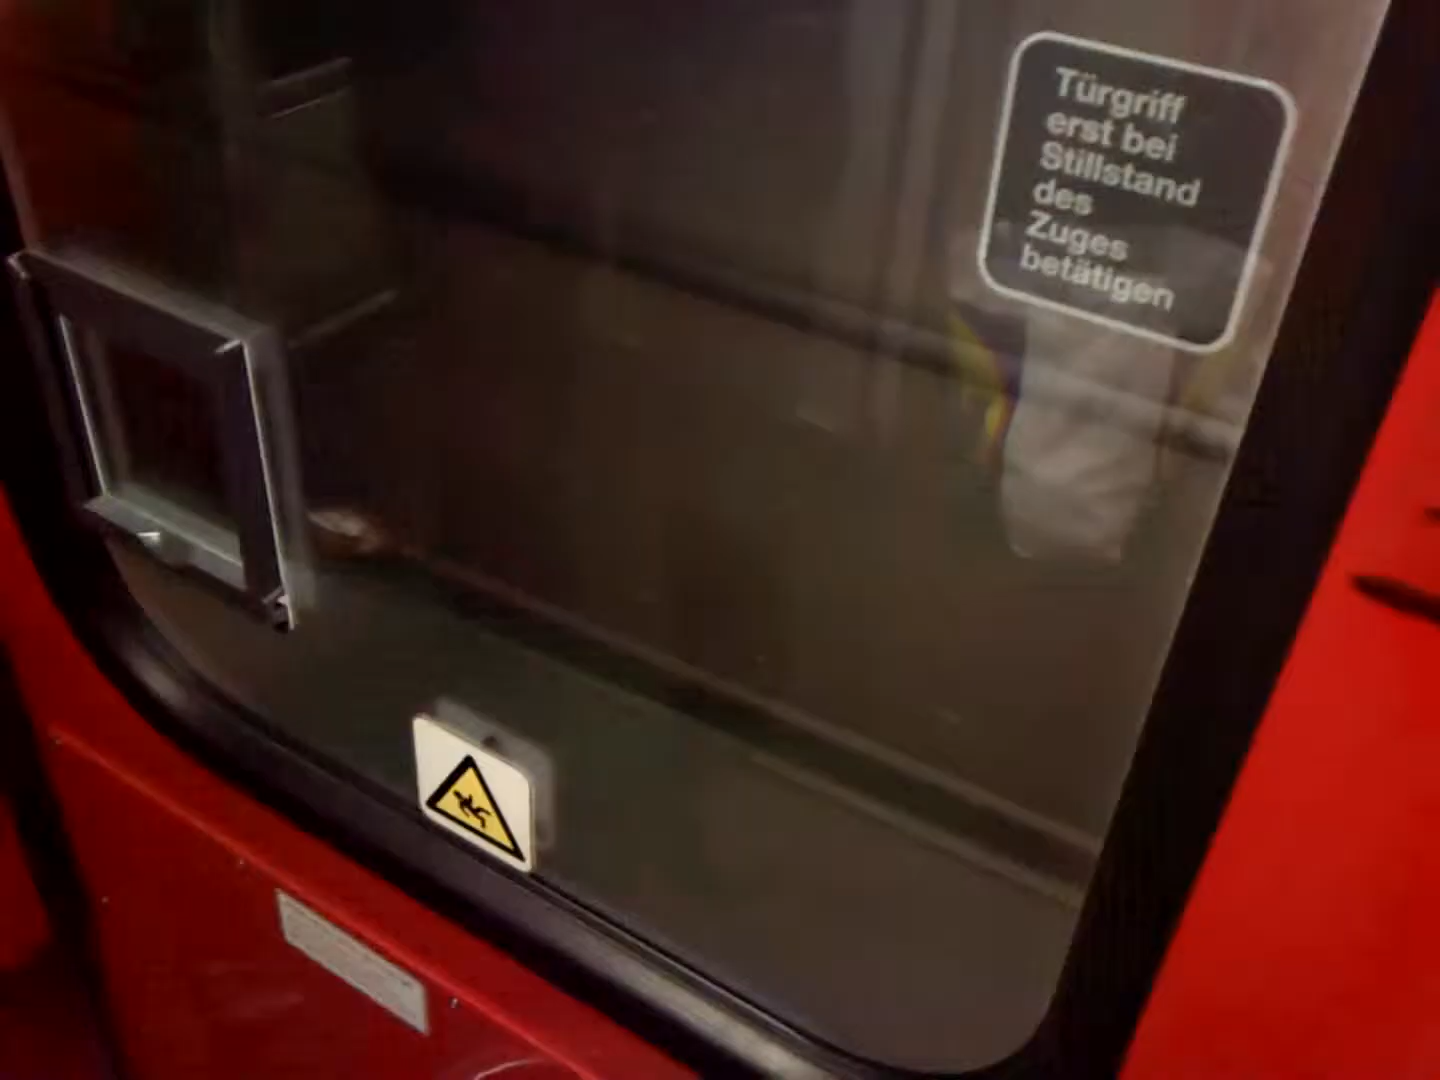 Türgriff
erst bei
Stillstand
des
Zuges
betätigen